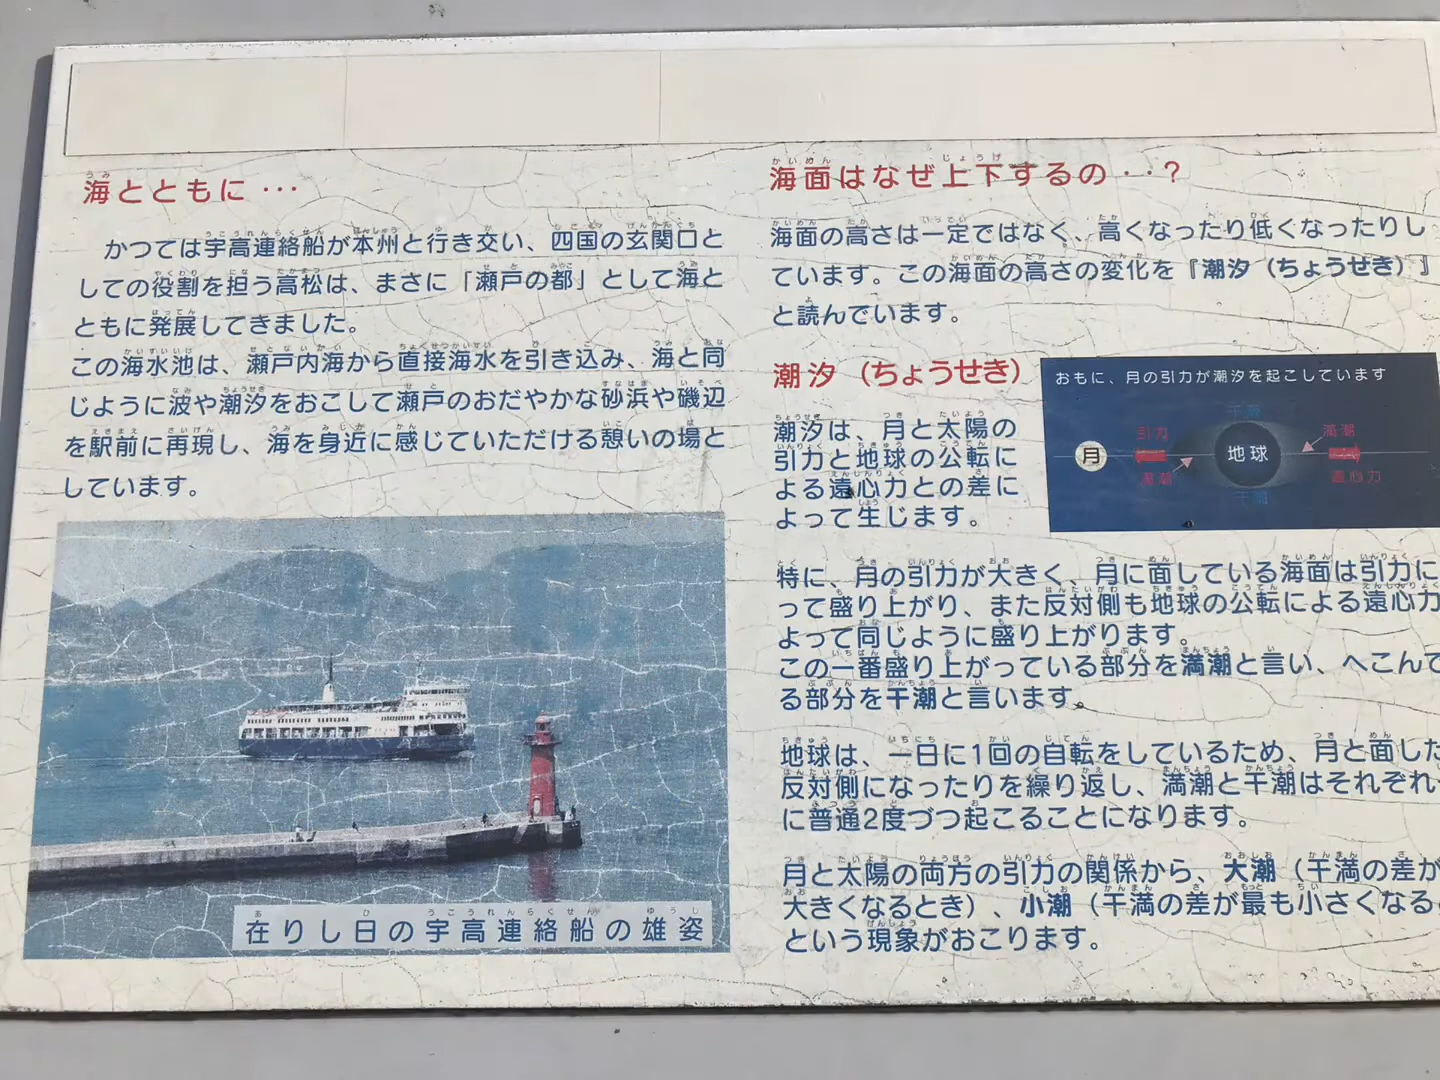 海とともに ･･･
かつては宇高連絡船が本州と行き交い、四国の玄関口と
しての役割を担う高松は、まさに「瀬戸の都」として海と
ともに発展してきました。
この海水池は、瀬戸内海から直接海水を引き込み、海と同
じように波や潮汐をおこして瀬戸のおだやかな砂浜や磯辺
を駅前に再現し、海を身近に感じていただける憩いの場と
しています。
在りし日の宇高連絡船の雄姿
海面はなぜ上下するの ･･?
海面の高さは一定ではなく、高くなったり低くなったりし
ています。この海面の高さの変化を『潮汐（ちょうせき）』
と読んでいます。
潮汐（ちょうせき）
潮汐は、月と太陽の
引力と地球の公転に
よる遠心力との差に
よって生じます。
おもに、月の引力が潮汐を起こしています
干潮
引力
満潮
月
地球
満潮
遠心力
干潮
特に、月の引力が大きく、月に面している海面は引力に
って盛り上がり、また反対側も地球の公転による遠心力
よって同じように盛り上がります。
この一番盛り上がっている部分を満潮と言い、へこんで
る部分を干潮と言います。
地球は、一日に1回の自転をしているため、月と面した
反対側になったりを繰り返し、満潮と干潮はそれぞれ
に普通2度づつ起こることになります。
月と太陽の両方の引力の関係から、大潮（干満の差が
大きくなるとき）、小潮（干満の差が最も小さくなる
という現象がおこります。